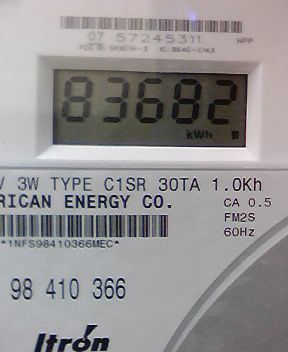 07 57245311
83682
kWh
V 3W TYPE C1SR 30TA 1.0Kh
RICAN ENERGY CO.
CA 0.5
FM2S
60Hz
*1NFS98410366MEC*
98 410 366
Itron